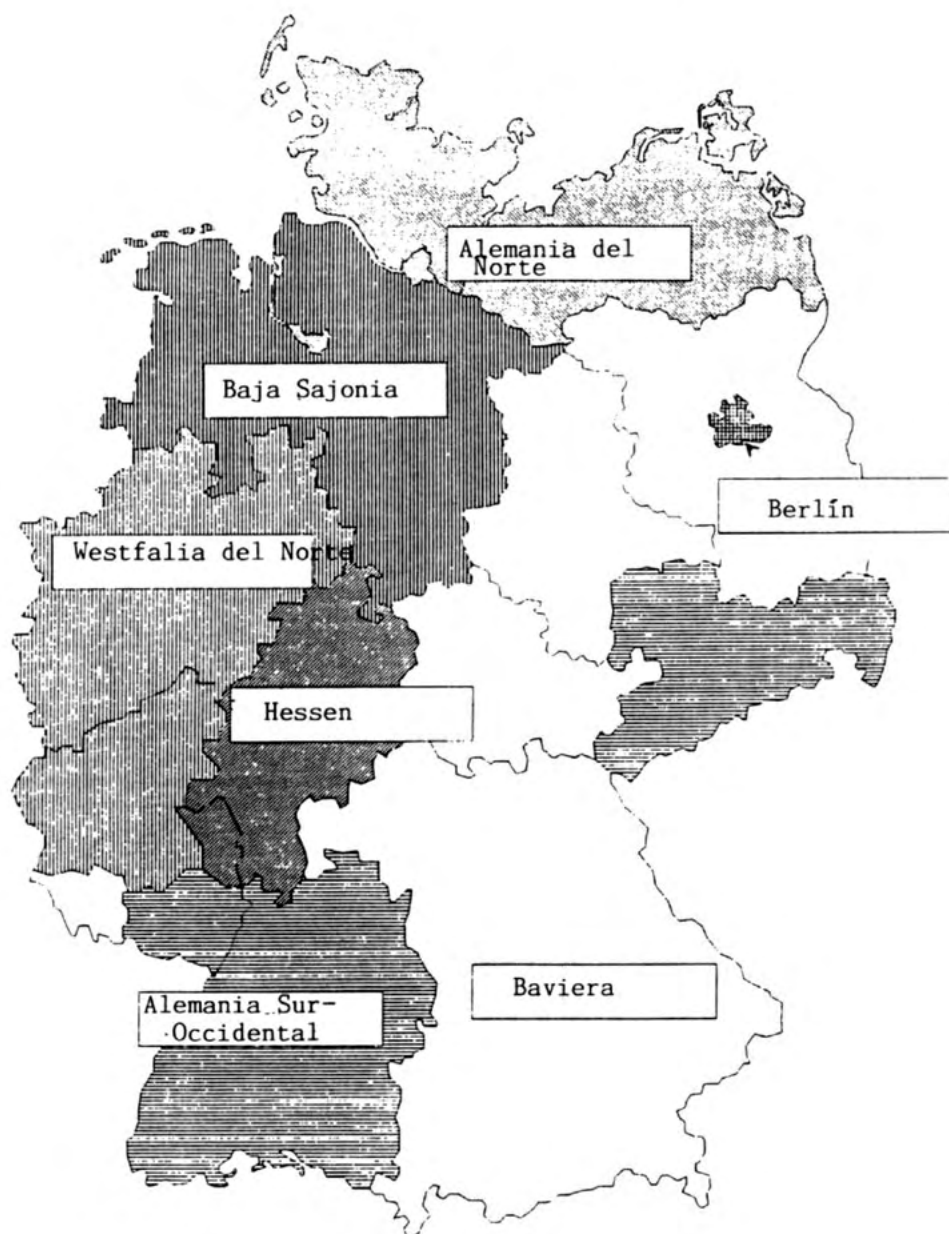 Alemania del
Norte
Baja Sajonia
Berlín
Westfalia del Norte
Hessen
Baviera
Alemania Sur-
Occidental